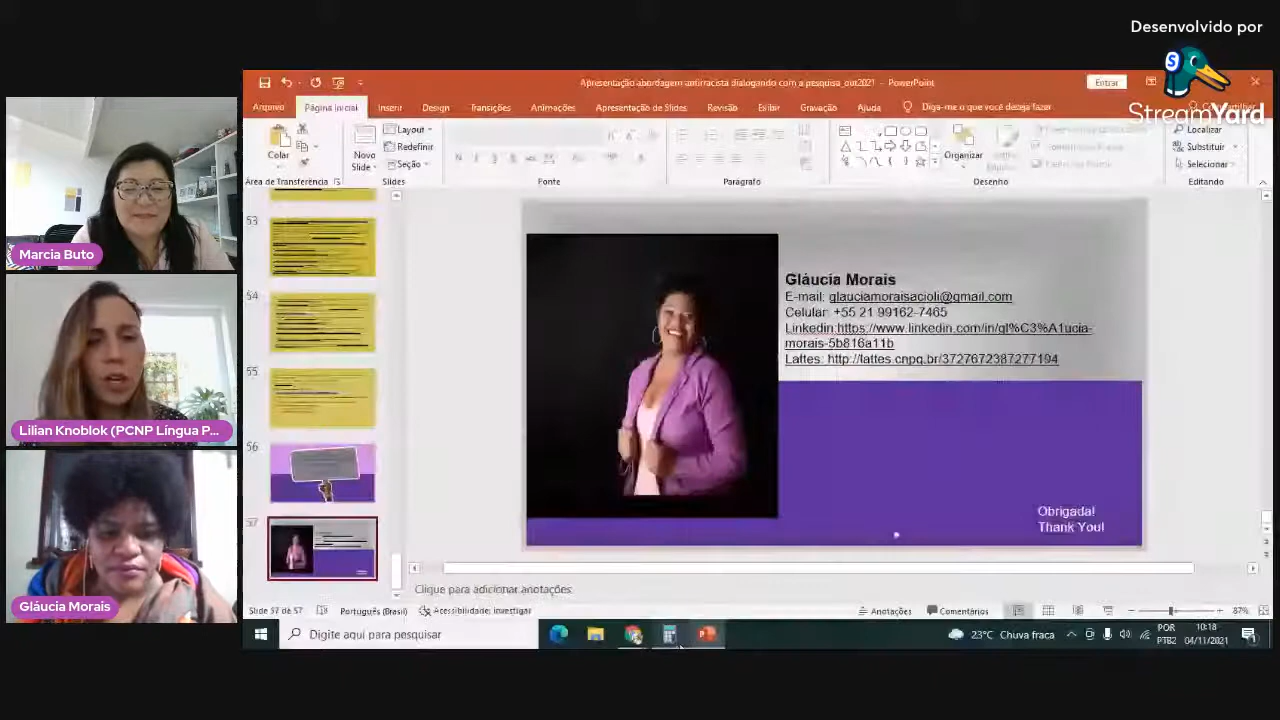 Desenvolvido por
StreamYard
Apresentação abordagem antirracista dialogando com a pesquisa_out2021 - PowerPoint
Entrar
Arquivo Página Inicial Inserir Design Transições Animações Apresentação de Slides Revisão Exibir Gravação Ajuda Diga-me o que você deseja fazer
Colar
Novo
Slide
Layout
Redefinir
Seção
Organizar
Localizar
Substituir
Selecionar
Área de Transferência Slides Fonte Parágrafo Desenho Editando
Marcia Buto
Lilian Knoblok (PCNP Língua P...
Gláucia Morais
53
54
55
56
57
Gláucia Morais
E-mail: glauciamoraisacioli@gmail.com
Celular: +55 21 99162-7465
Linkedin:https://www.linkedin.com/in/gl%C3%A1ucia-
morais-5b816a11b
Lattes: http://lattes.cnpq.br/3727672387277194
Obrigada!
Thank You!
Clique para adicionar anotações
Slide 57 de 57 Português (Brasil) Acessibilidade: investigar Anotações Comentários 87%
Digite aqui para pesquisar
23°C Chuva fraca
POR
PTB2
10:18
04/11/2021